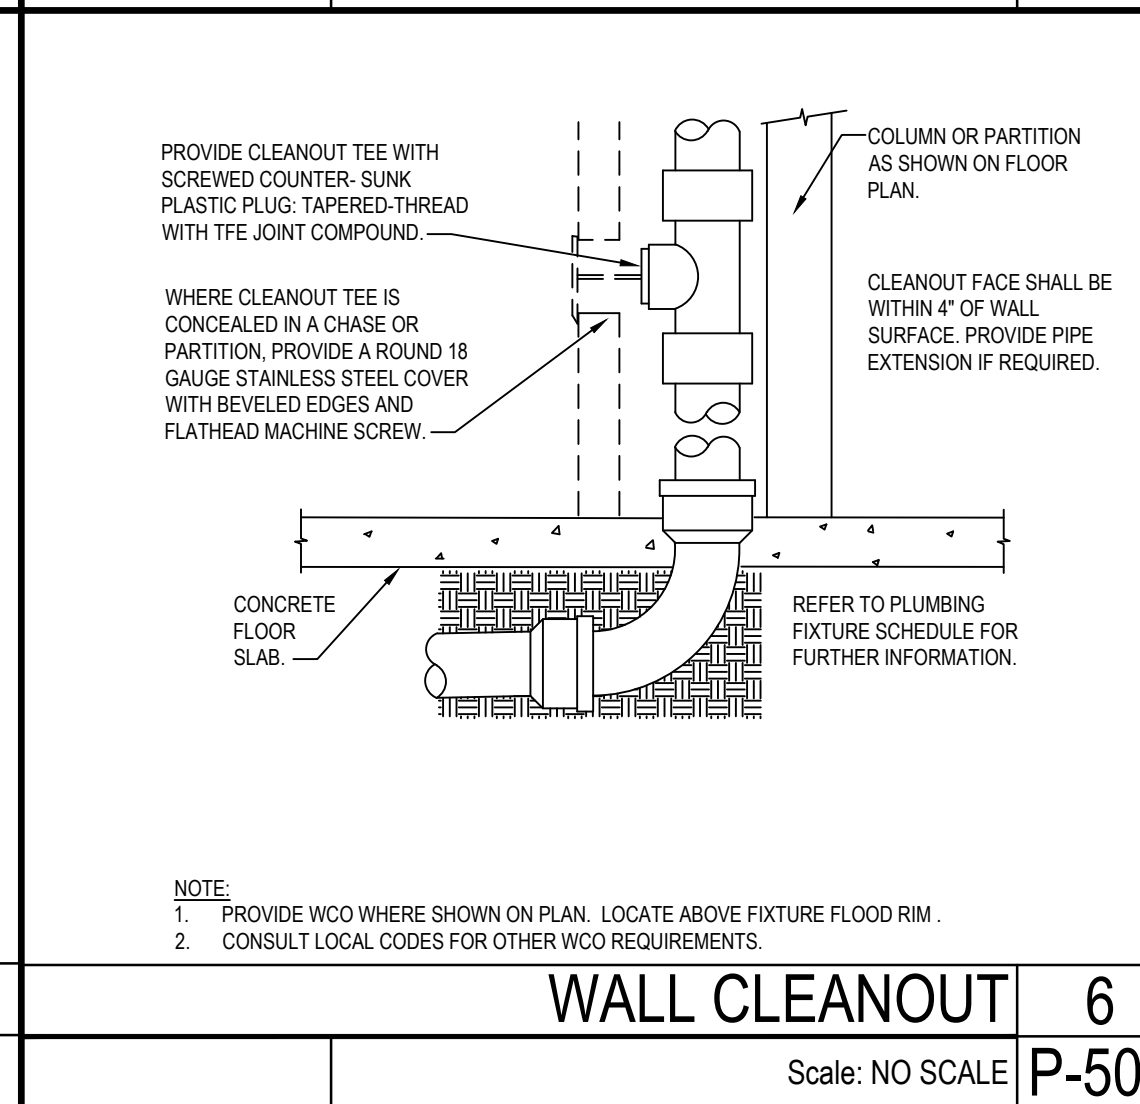 PROVIDE CLEANOUT TEE WITH
SCREWED COUNTER- SUNK
PLASTIC PLUG: TAPERED-THREAD
WITH TFE JOINT COMPOUND.
WHERE CLEANOUT TEE IS
CONCEALED IN A CHASE OR
PARTITION, PROVIDE A ROUND 18
GAUGE STAINLESS STEEL COVER
WITH BEVELED EDGES AND
FLATHEAD MACHINE SCREW.
COLUMN OR PARTITION
AS SHOWN ON FLOOR
PLAN.
CLEANOUT FACE SHALL BE
WITHIN 4" OF WALL
SURFACE. PROVIDE PIPE
EXTENSION IF REQUIRED.
CONCRETE
FLOOR
SLAB.
REFER TO PLUMBING
FIXTURE SCHEDULE FOR
FURTHER INFORMATION.
NOTE:
1. PROVIDE WCO WHERE SHOWN ON PLAN. LOCATE ABOVE FIXTURE FLOOD RIM .
2. CONSULT LOCAL CODES FOR OTHER WCO REQUIREMENTS.
WALL CLEANOUT
6
Scale: NO SCALE
P-50